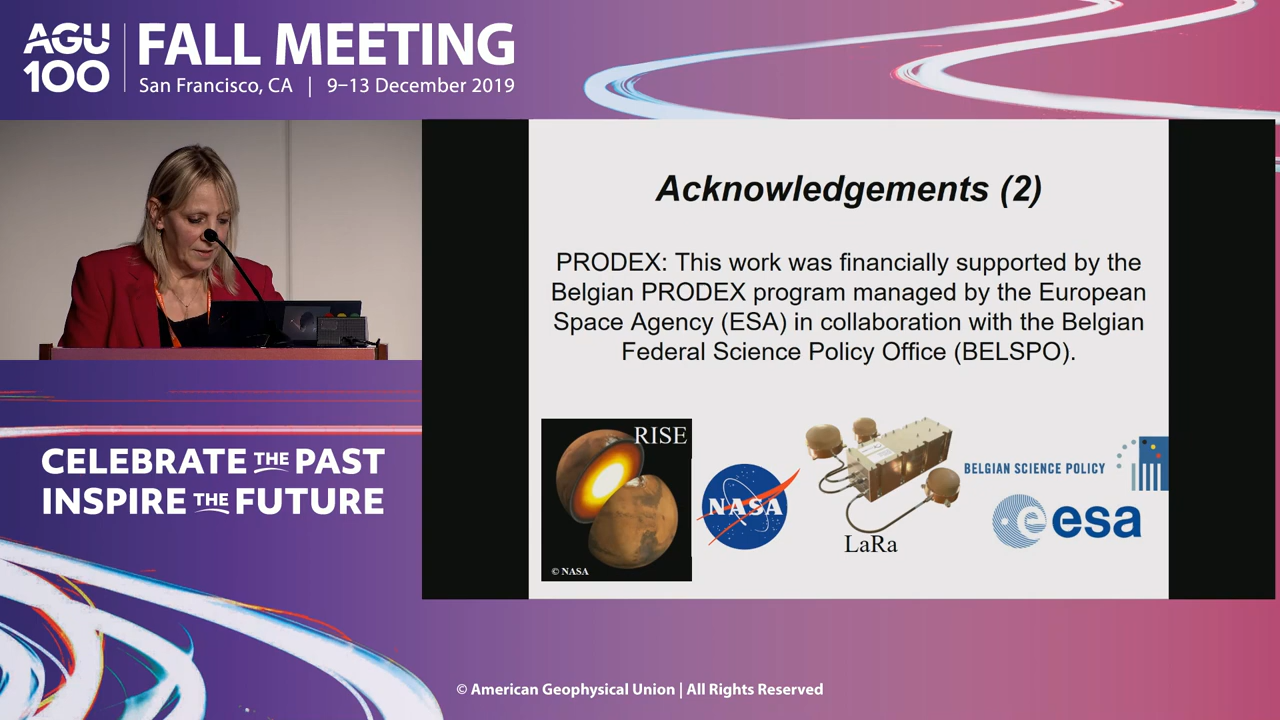 AGU
100
FALL MEETING
San Francisco, CA | 9–13 December 2019
Acknowledgements (2)
PRODEX: This work was financially supported by the
Belgian PRODEX program managed by the European
Space Agency (ESA) in collaboration with the Belgian
Federal Science Policy Office (BELSPO).
RISE
© NASA
NASA
LaRa
BELGIAN SCIENCE POLICY
esa
CELEBRATE THE PAST
INSPIRE THE FUTURE
© American Geophysical Union | All Rights Reserved